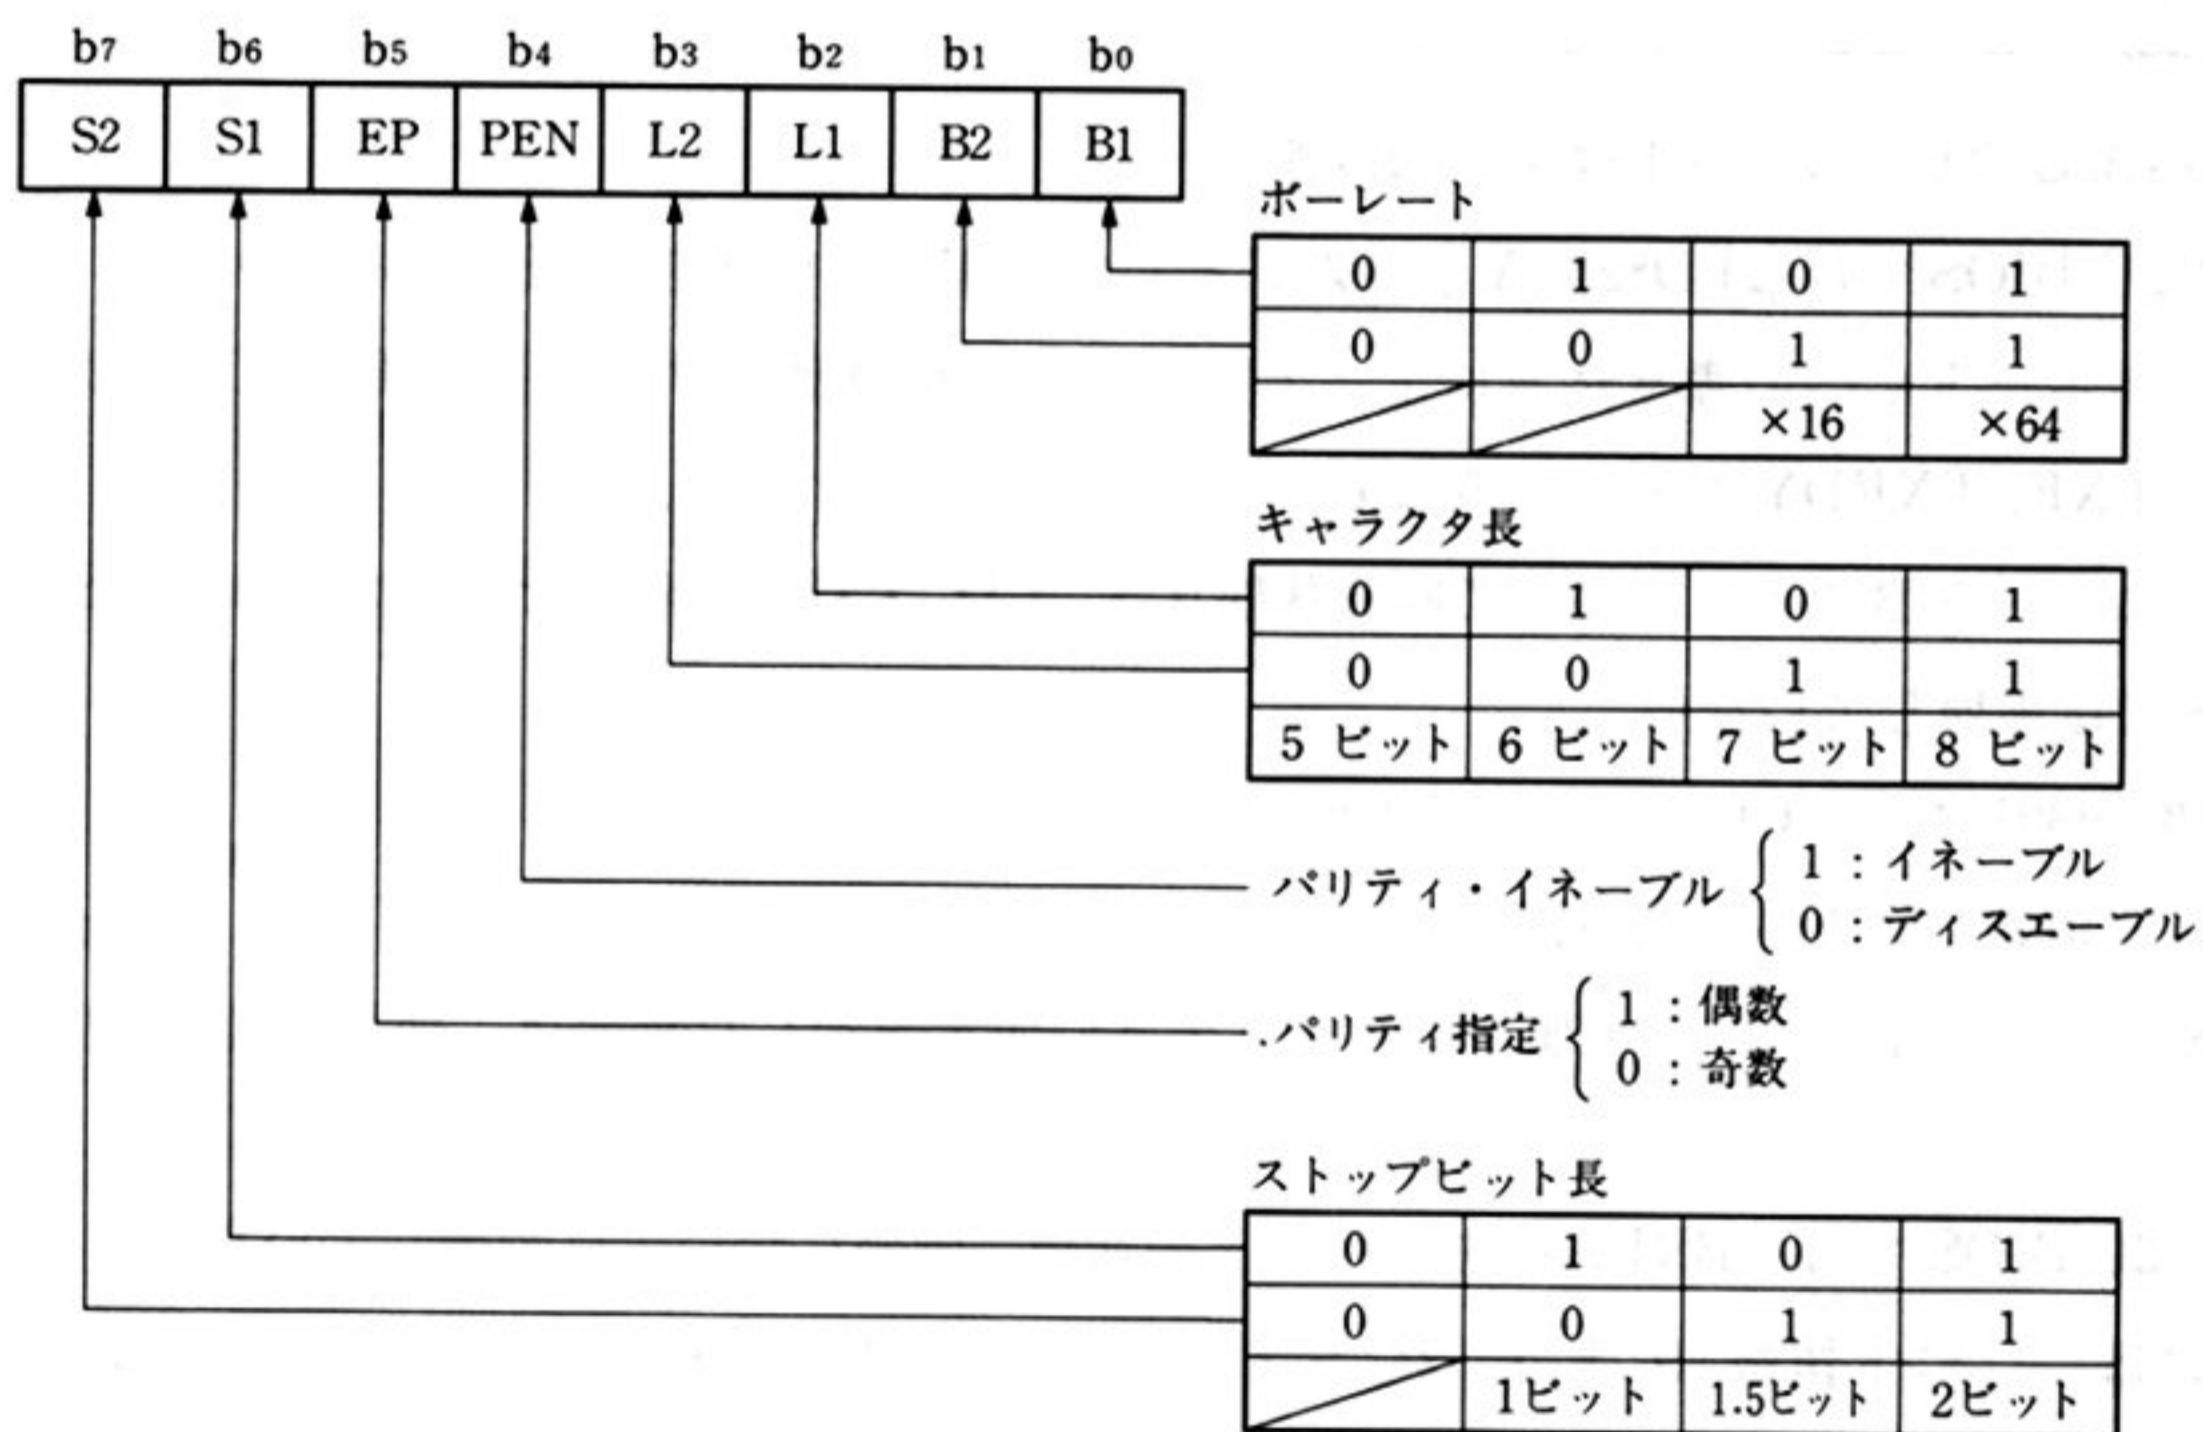 b7 b6 b5 b4 b3 b2 b1 b0
S2 S1 EP PEN L2 L1 B2 B1
ボーレート
0 1 0 1
0 0 1 1
×16 ×64
キャラクタ長
0 1 0 1
0 0 1 1
5 ビット 6 ビット 7 ビット 8 ビット
パリティ・イネーブル
1 : イネーブル
0 : ディスエーブル
パリティ指定
1 : 偶数
0 : 奇数
ストップビット長
0 1 0 1
0 0 1 1
1ビット 1.5ビット 2ビット